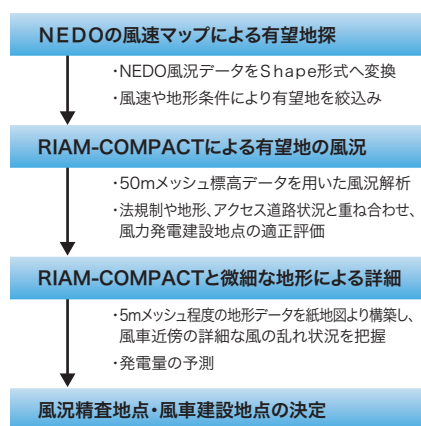 NEDOの風速マップによる有望地探
・NEDO風況データをShape形式へ変換
・風速や地形条件により有望地を絞込み
RIAM-COMPACTによる有望地の風況
・50mメッシュ標高データを用いた風況解析
・法規制や地形、アクセス道路状況と重ね合わせ、
風力発電建設地点の適正評価
RIAM-COMPACTと微細な地形による詳細
・5mメッシュ程度の地形データを紙地図より構築し、
風車近傍の詳細な風の乱れ状況を把握
・発電量の予測
風況精査地点・風車建設地点の決定